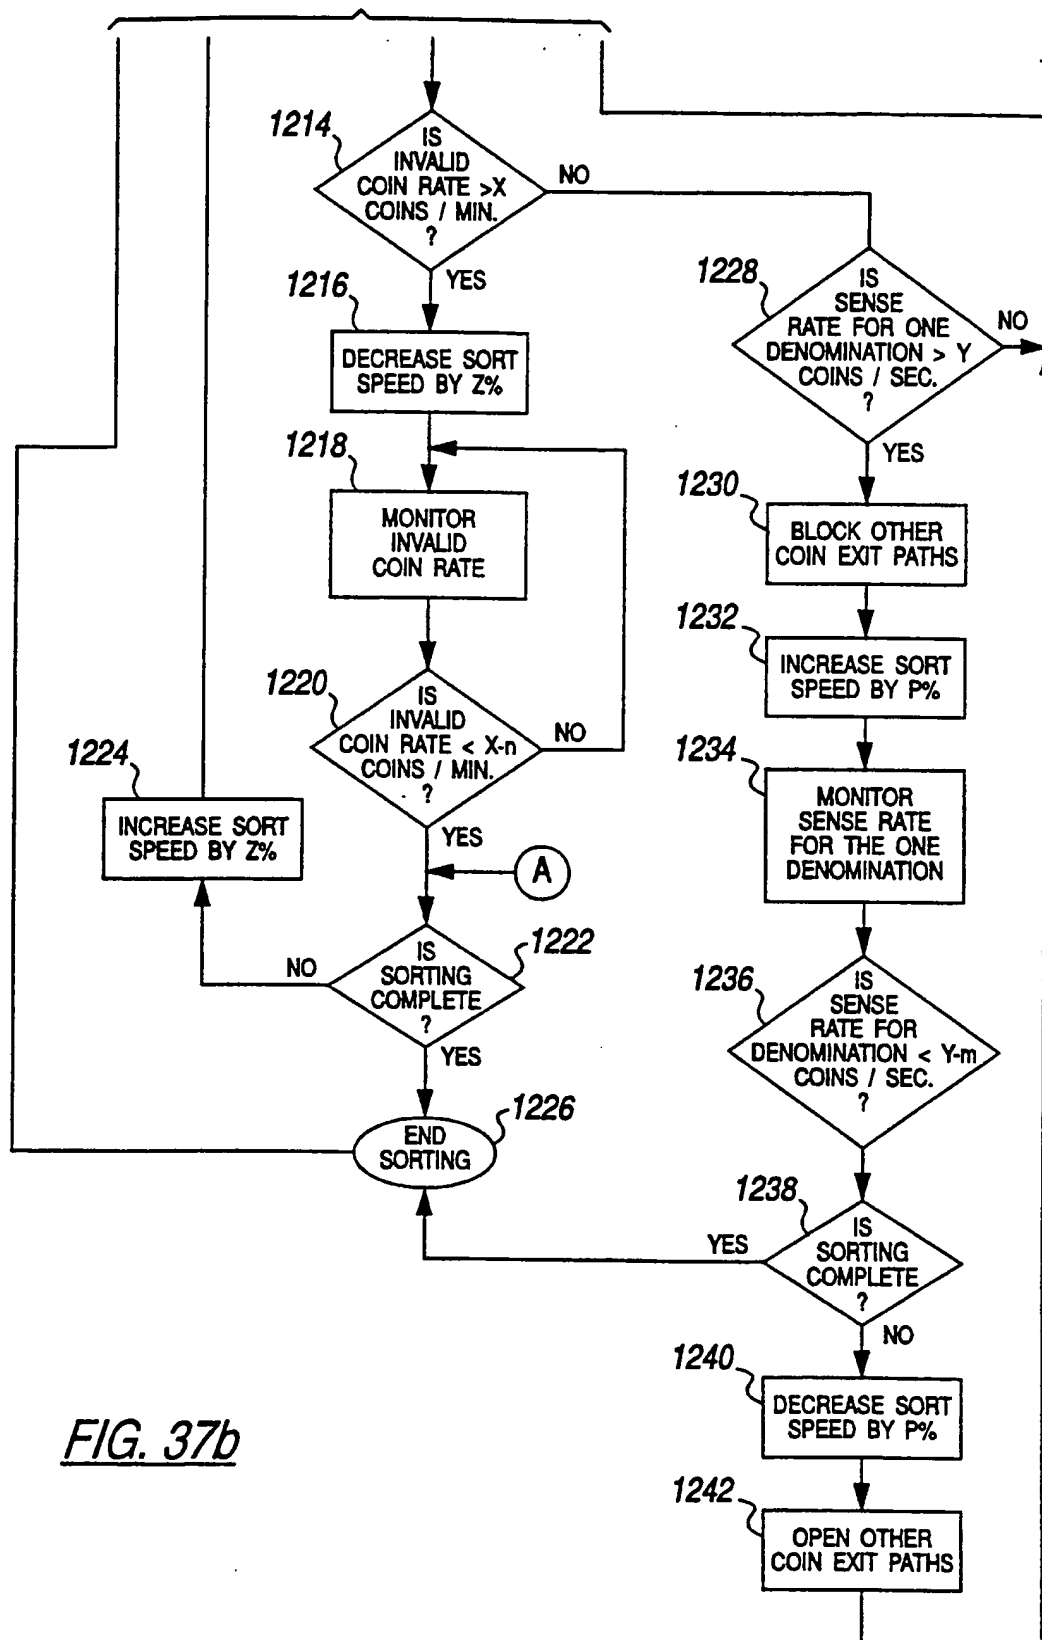 1214
IS
INVALID
COIN RATE >X
COINS / MIN.
?
NO
YES
1216
DECREASE SORT
SPEED BY Z%
1218
MONITOR
INVALID
COIN RATE
1220
IS
INVALID
COIN RATE < X-n
COINS / MIN.
?
NO
YES
1224
INCREASE SORT
SPEED BY Z%
A
1222
IS
SORTING
COMPLETE
?
NO
YES
1226
END
SORTING
1228
IS
SENSE
RATE FOR ONE
DENOMINATION > Y
COINS / SEC.
?
NO
YES
1230
BLOCK OTHER
COIN EXIT PATHS
1232
INCREASE SORT
SPEED BY P%
1234
MONITOR
SENSE RATE
FOR THE ONE
DENOMINATION
1236
IS
SENSE
RATE FOR
DENOMINATION < Y-m
COINS / SEC.
?
1238
IS
SORTING
COMPLETE
?
YES
NO
1240
DECREASE SORT
SPEED BY P%
1242
OPEN OTHER
COIN EXIT PATHS
FIG. 37b